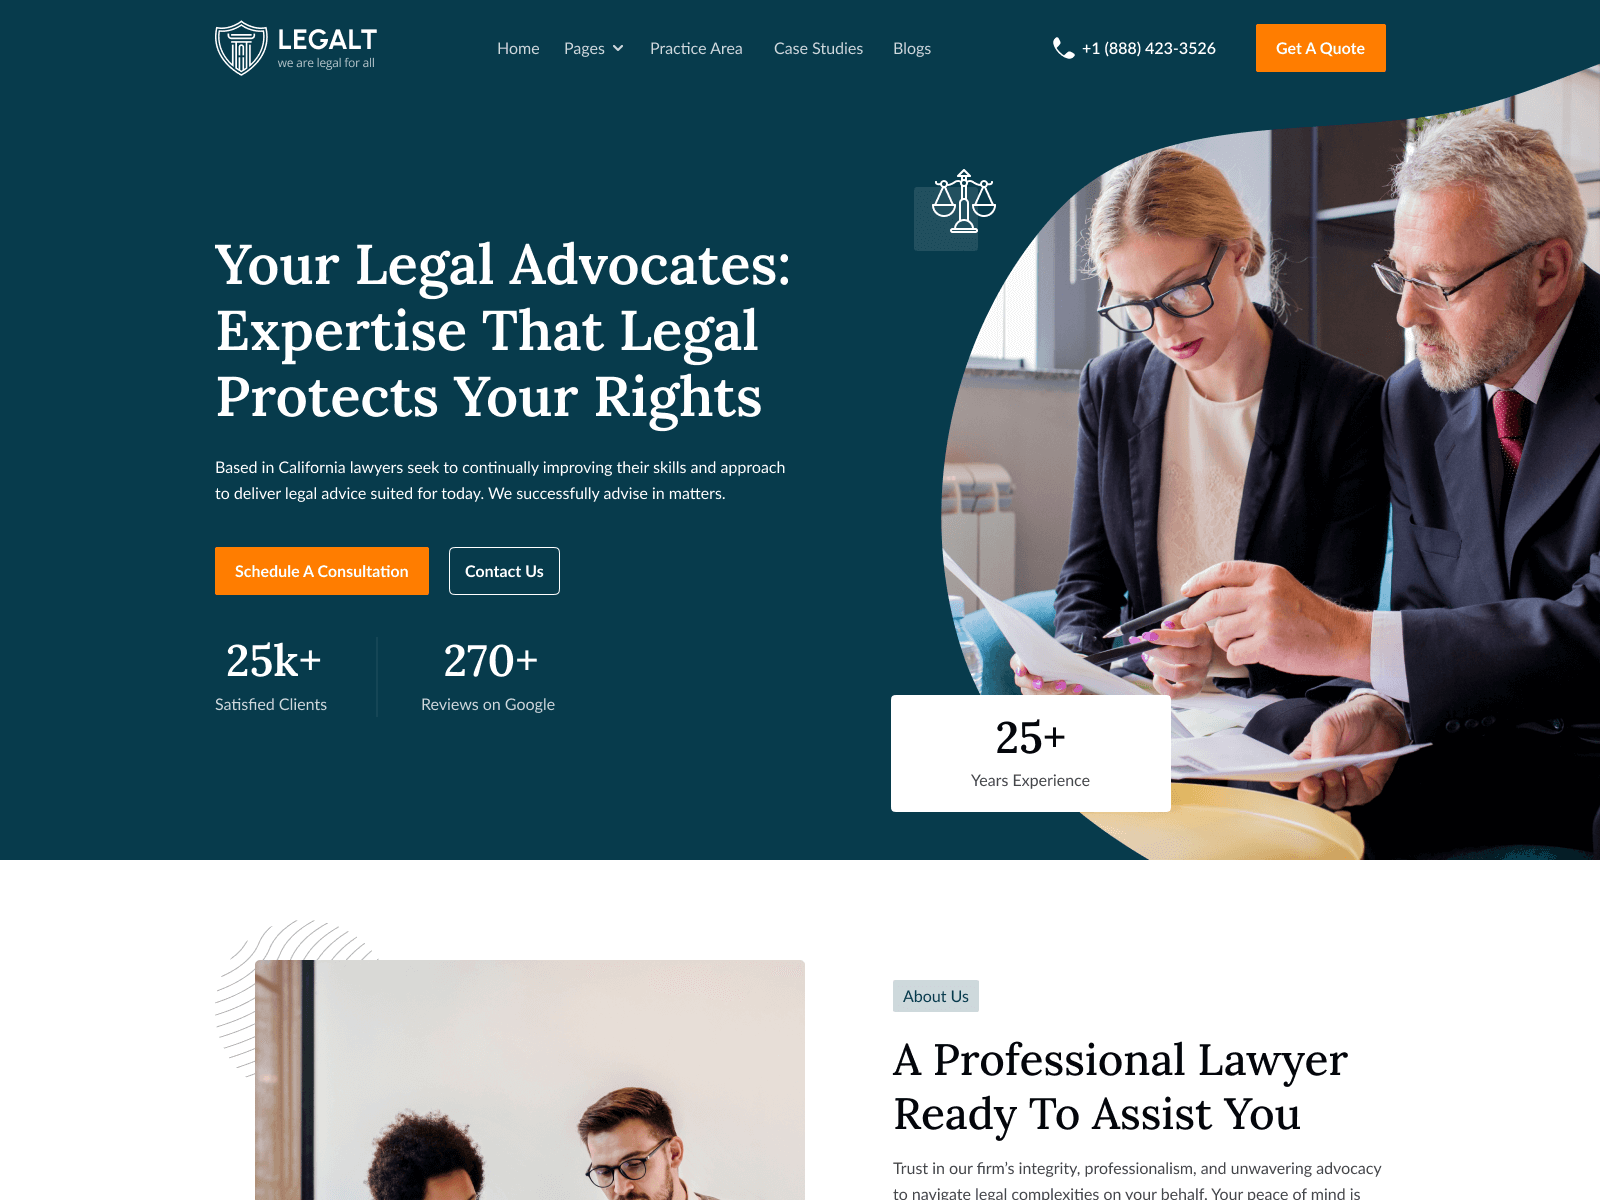 LEGALT
we are legal for all
Home
Pages
Practice Area
Case Studies
Blogs
+1 (888) 423-3526
Get A Quote
Your Legal Advocates:
Expertise That Legal
Protects Your Rights
Based in California lawyers seek to continually improving their skills and approach
to deliver legal advice suited for today. We successfully advise in matters.
Schedule A Consultation
Contact Us
25k+
Satisfied Clients
270+
Reviews on Google
25+
Years Experience
About Us
A Professional Lawyer
Ready To Assist You
Trust in our firm's integrity, professionalism, and unwavering advocacy
to navigate legal complexities on your behalf. Your peace of mind is